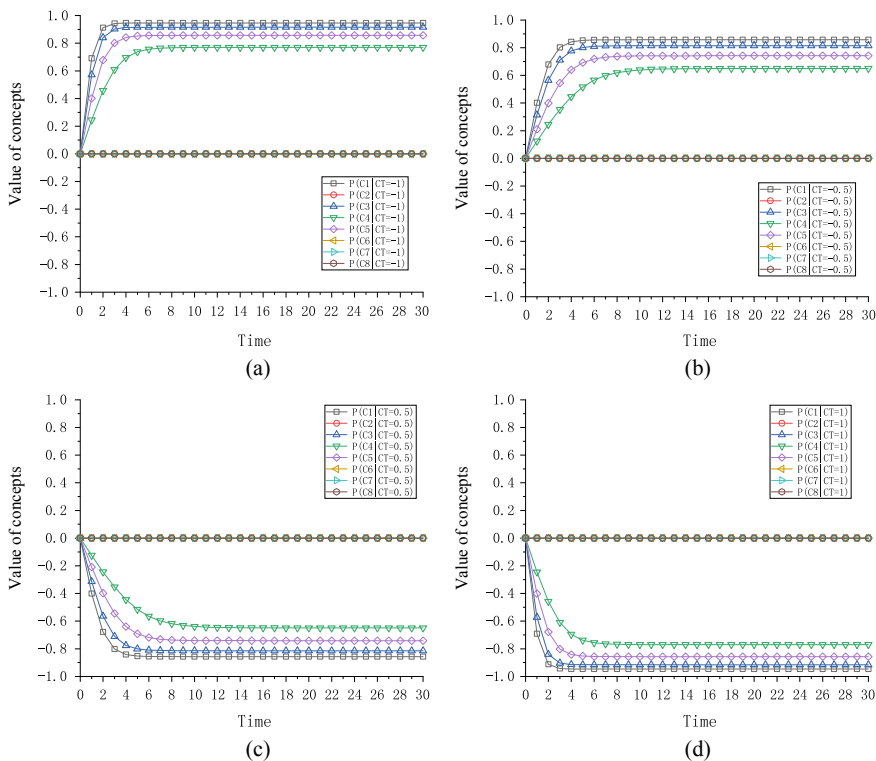 1.0
0.8
0.6
0.4
0.2
0.0
-0.2
-0.4
-0.6
-0.8
-1.0
Value of concepts
P(C1|CT=-1)
P(C2|CT=-1)
P(C3|CT=-1)
P(C4|CT=-1)
P(C5|CT=-1)
P(C6|CT=-1)
P(C7|CT=-1)
P(C8|CT=-1)
0 2 4 6 8 10 12 14 16 18 20 22 24 26 28 30
Time
(a)
1.0
0.8
0.6
0.4
0.2
0.0
-0.2
-0.4
-0.6
-0.8
-1.0
Value of concepts
P(C1|CT=-0.5)
P(C2|CT=-0.5)
P(C3|CT=-0.5)
P(C4|CT=-0.5)
P(C5|CT=-0.5)
P(C6|CT=-0.5)
P(C7|CT=-0.5)
P(C8|CT=-0.5)
0 2 4 6 8 10 12 14 16 18 20 22 24 26 28 30
Time
(b)
1.0
0.8
0.6
0.4
0.2
0.0
-0.2
-0.4
-0.6
-0.8
-1.0
Value of concepts
P(C1|CT=0.5)
P(C2|CT=0.5)
P(C3|CT=0.5)
P(C4|CT=0.5)
P(C5|CT=0.5)
P(C6|CT=0.5)
P(C7|CT=0.5)
P(C8|CT=0.5)
0 2 4 6 8 10 12 14 16 18 20 22 24 26 28 30
Time
(c)
1.0
0.8
0.6
0.4
0.2
0.0
-0.2
-0.4
-0.6
-0.8
-1.0
Value of concepts
P(C1|CT=1)
P(C2|CT=1)
P(C3|CT=1)
P(C4|CT=1)
P(C5|CT=1)
P(C6|CT=1)
P(C7|CT=1)
P(C8|CT=1)
0 2 4 6 8 10 12 14 16 18 20 22 24 26 28 30
Time
(d)